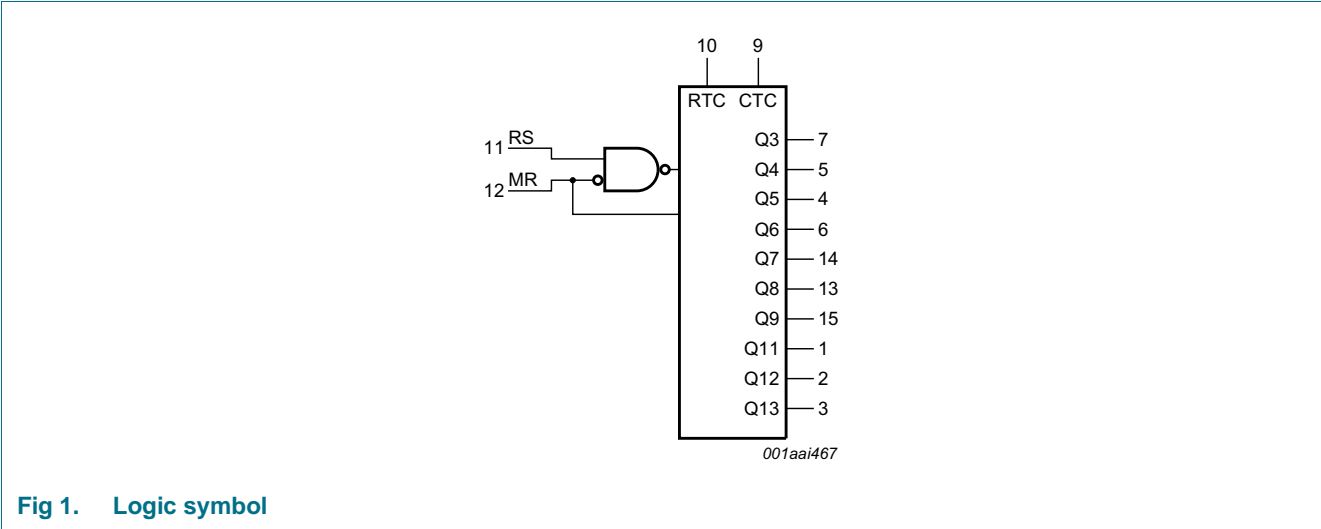 10 9
RTC CTC
11 RS
12 MR
Q3 7
Q4 5
Q5 4
Q6 6
Q7 14
Q8 13
Q9 15
Q11 1
Q12 2
Q13 3
001aai467
Fig 1. Logic symbol